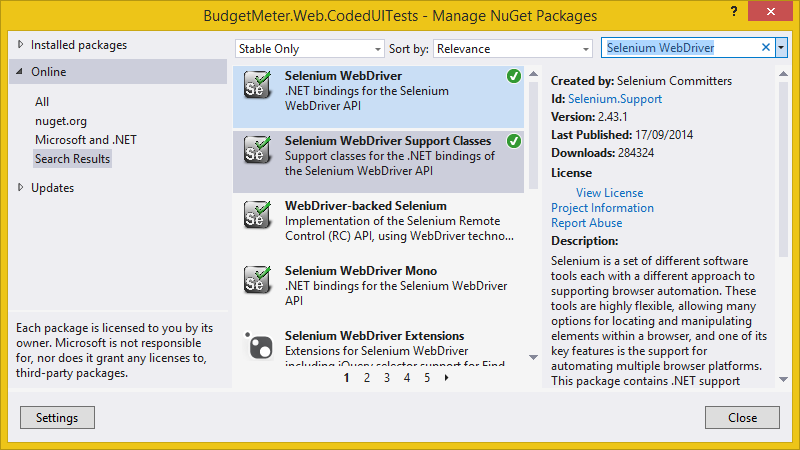 BudgetMeter.Web.CodedUITests - Manage NuGet Packages
Installed packages
Online
All
nuget.org
Microsoft and .NET
Search Results
Updates
Each package is licensed to you by its
owner. Microsoft is not responsible
for, nor does it grant any licenses to,
third-party packages.
Stable Only
Sort by:
Relevance
Selenium WebDriver
Selenium WebDriver
.NET bindings for the Selenium
WebDriver API
Selenium WebDriver Support Classes
Support classes for the .NET bindings of
the Selenium WebDriver API
WebDriver-backed Selenium
Implementation of the Selenium Remote
Control (RC) API, using WebDriver techno...
Selenium WebDriver Mono
.NET bindings for the Selenium WebDriver
API
Selenium WebDriver Extensions
Extensions for Selenium WebDriver
including jQuery selector support for Find
1 2 3 4 5
Created by: Selenium Committers
Id: Selenium.Support
Version: 2.43.1
Last Published: 17/09/2014
Downloads: 284324
License
View License
Project Information
Report Abuse
Description:
Selenium is a set of different software
tools each with a different approach to
supporting browser automation. These
tools are highly flexible, allowing many
options for locating and manipulating
elements within a browser, and one of its
key features is the support for
automating multiple browser platforms.
This package contains .NET support
Settings
Close